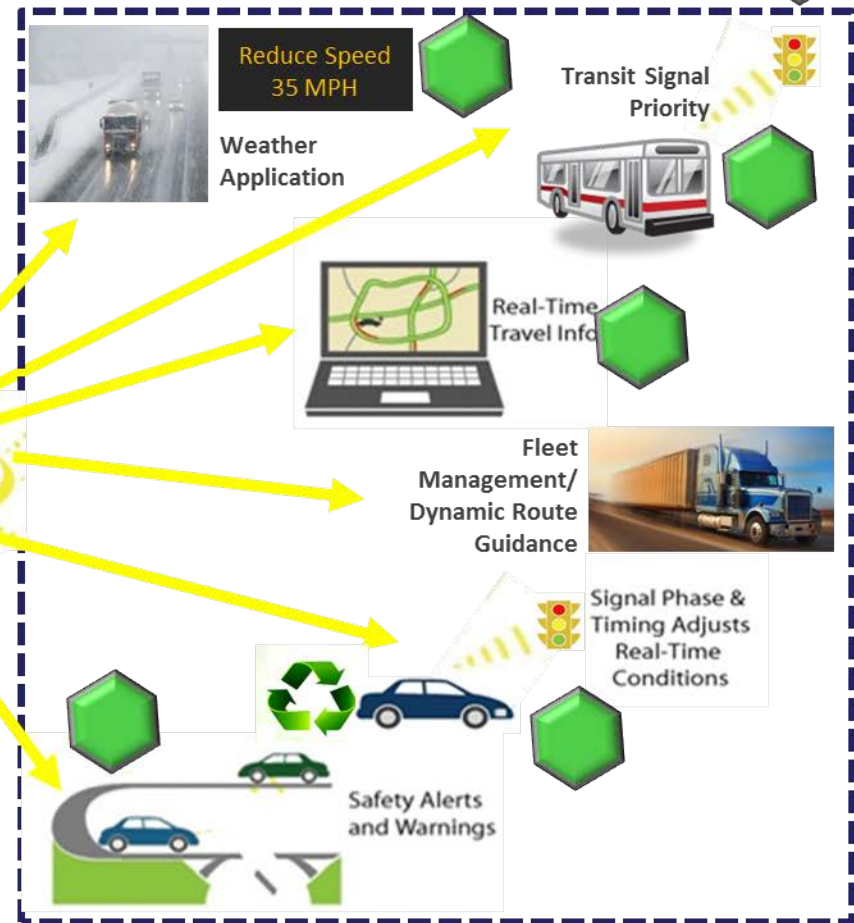 Reduce Speed
35 MPH
Weather
Application
Transit Signal
Priority
Real-Time
Travel Info
Fleet
Management/
Dynamic Route
Guidance
Signal Phase &
Timing Adjusts
Real-Time
Conditions
Safety Alerts
and Warnings